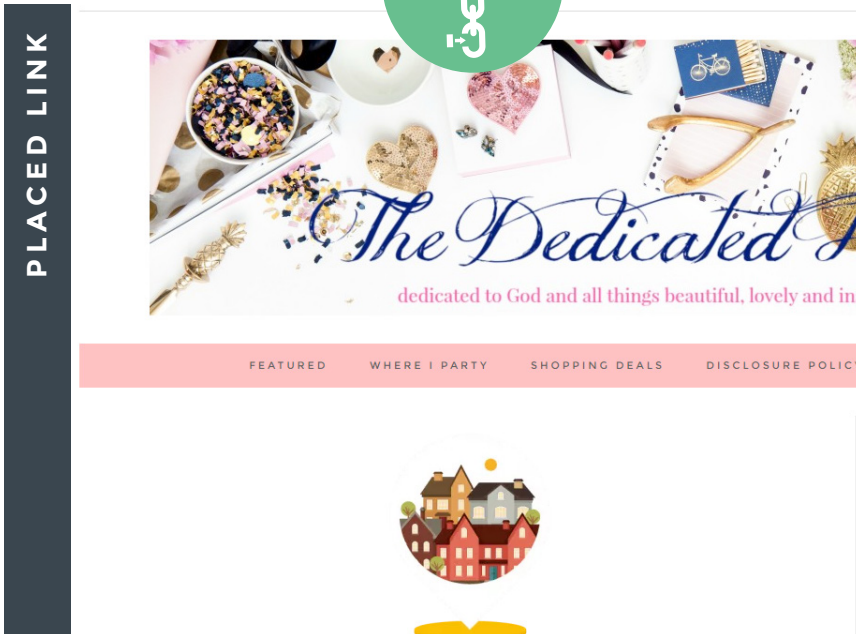 PLACED LINK
The Dedicated
dedicated to God and all things beautiful, lovely and in
FEATURED WHERE I PARTY SHOPPING DEALS DISCLOSURE POLICY